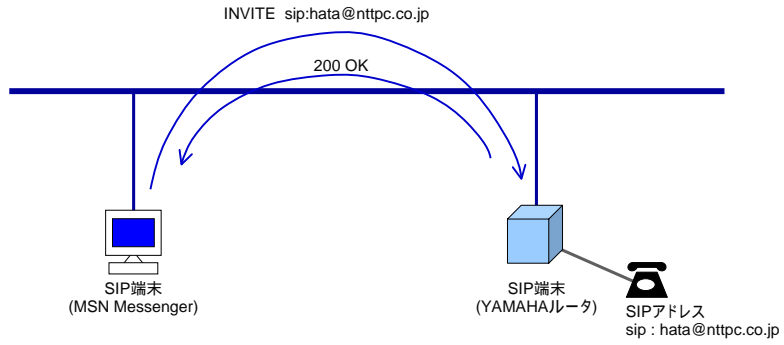 INVITE sip:hata@nttpc.co.jp
200 OK
SIP端末
(MSN Messenger)
SIP端末
(YAMAHAルータ)
SIPアドレス
sip : hata@nttpc.co.jp